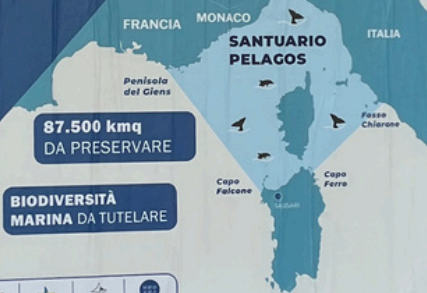 FRANCIA
MONACO
ITALIA
SANTUARIO
PELAGOS
Penisola
del Giens
Fosso
Chiarone
87.500 kmq
DA PRESERVARE
Capo
Falcone
Capo
Ferro
BIODIVERSITÀ
MARINA DA TUTELARE